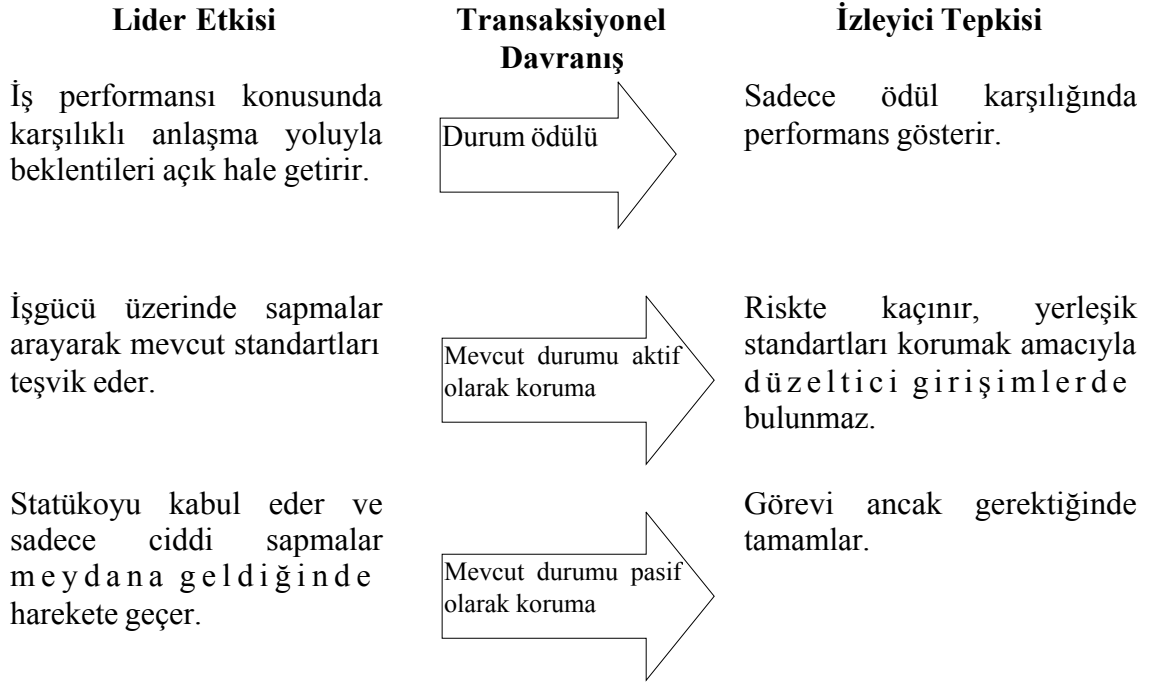 Lider Etkisi
Transaksiyonel
Davranış
İzleyici Tepkisi
İş performansı konusunda
karşılıklı anlaşma yoluyla
beklentileri açık hale getirir.
Durum ödülü
Sadece ödül karşılığında
performans gösterir.
İşgücü üzerinde sapmalar
arayarak mevcut standartları
teşvik eder.
Mevcut durumu aktif
olarak koruma
Riskte kaçınır, yerleşik
standartları korumak amacıyla
düzeltici girişimlerde
bulunmaz.
Statükoyu kabul eder ve
sadece ciddi sapmalar
meydana geldiğinde
harekete geçer.
Mevcut durumu pasif
olarak koruma
Görevi ancak gerektiğinde
tamamlar.